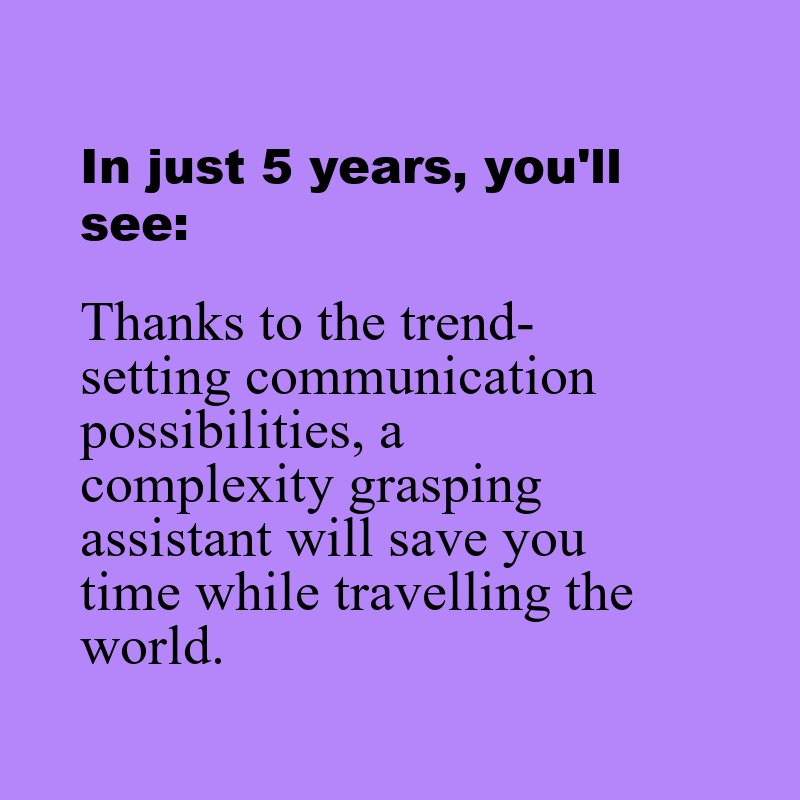 In just 5 years, you'll
see:
Thanks to the trend-
setting communication
possibilities, a
complexity grasping
assistant will save you
time while travelling the
world.